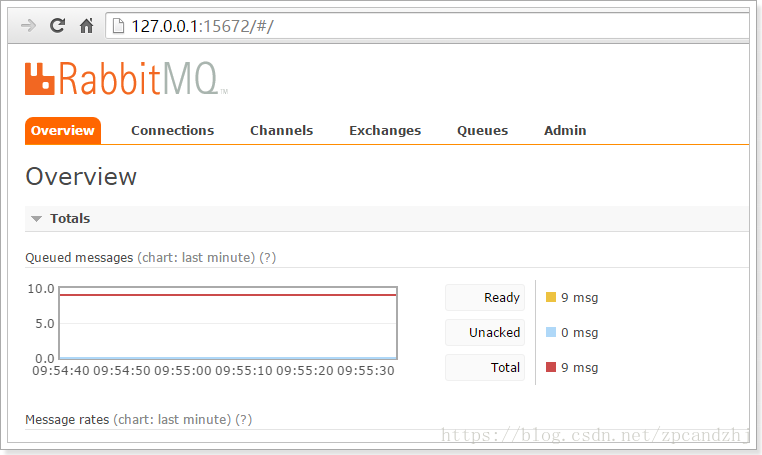 127.0.0.1:15672/#/
RabbitMQ TM
Overview Connections Channels Exchanges Queues Admin
Overview
Totals
Queued messages (chart: last minute) (?)
10.0
5.0
0.0
09:54:40 09:54:50 09:55:00 09:55:10 09:55:20 09:55:30
Ready 9 msg
Unacked 0 msg
Total 9 msg
Message rates (chart: last minute) (?)
https://blog.csdn.net/zpcandzhj